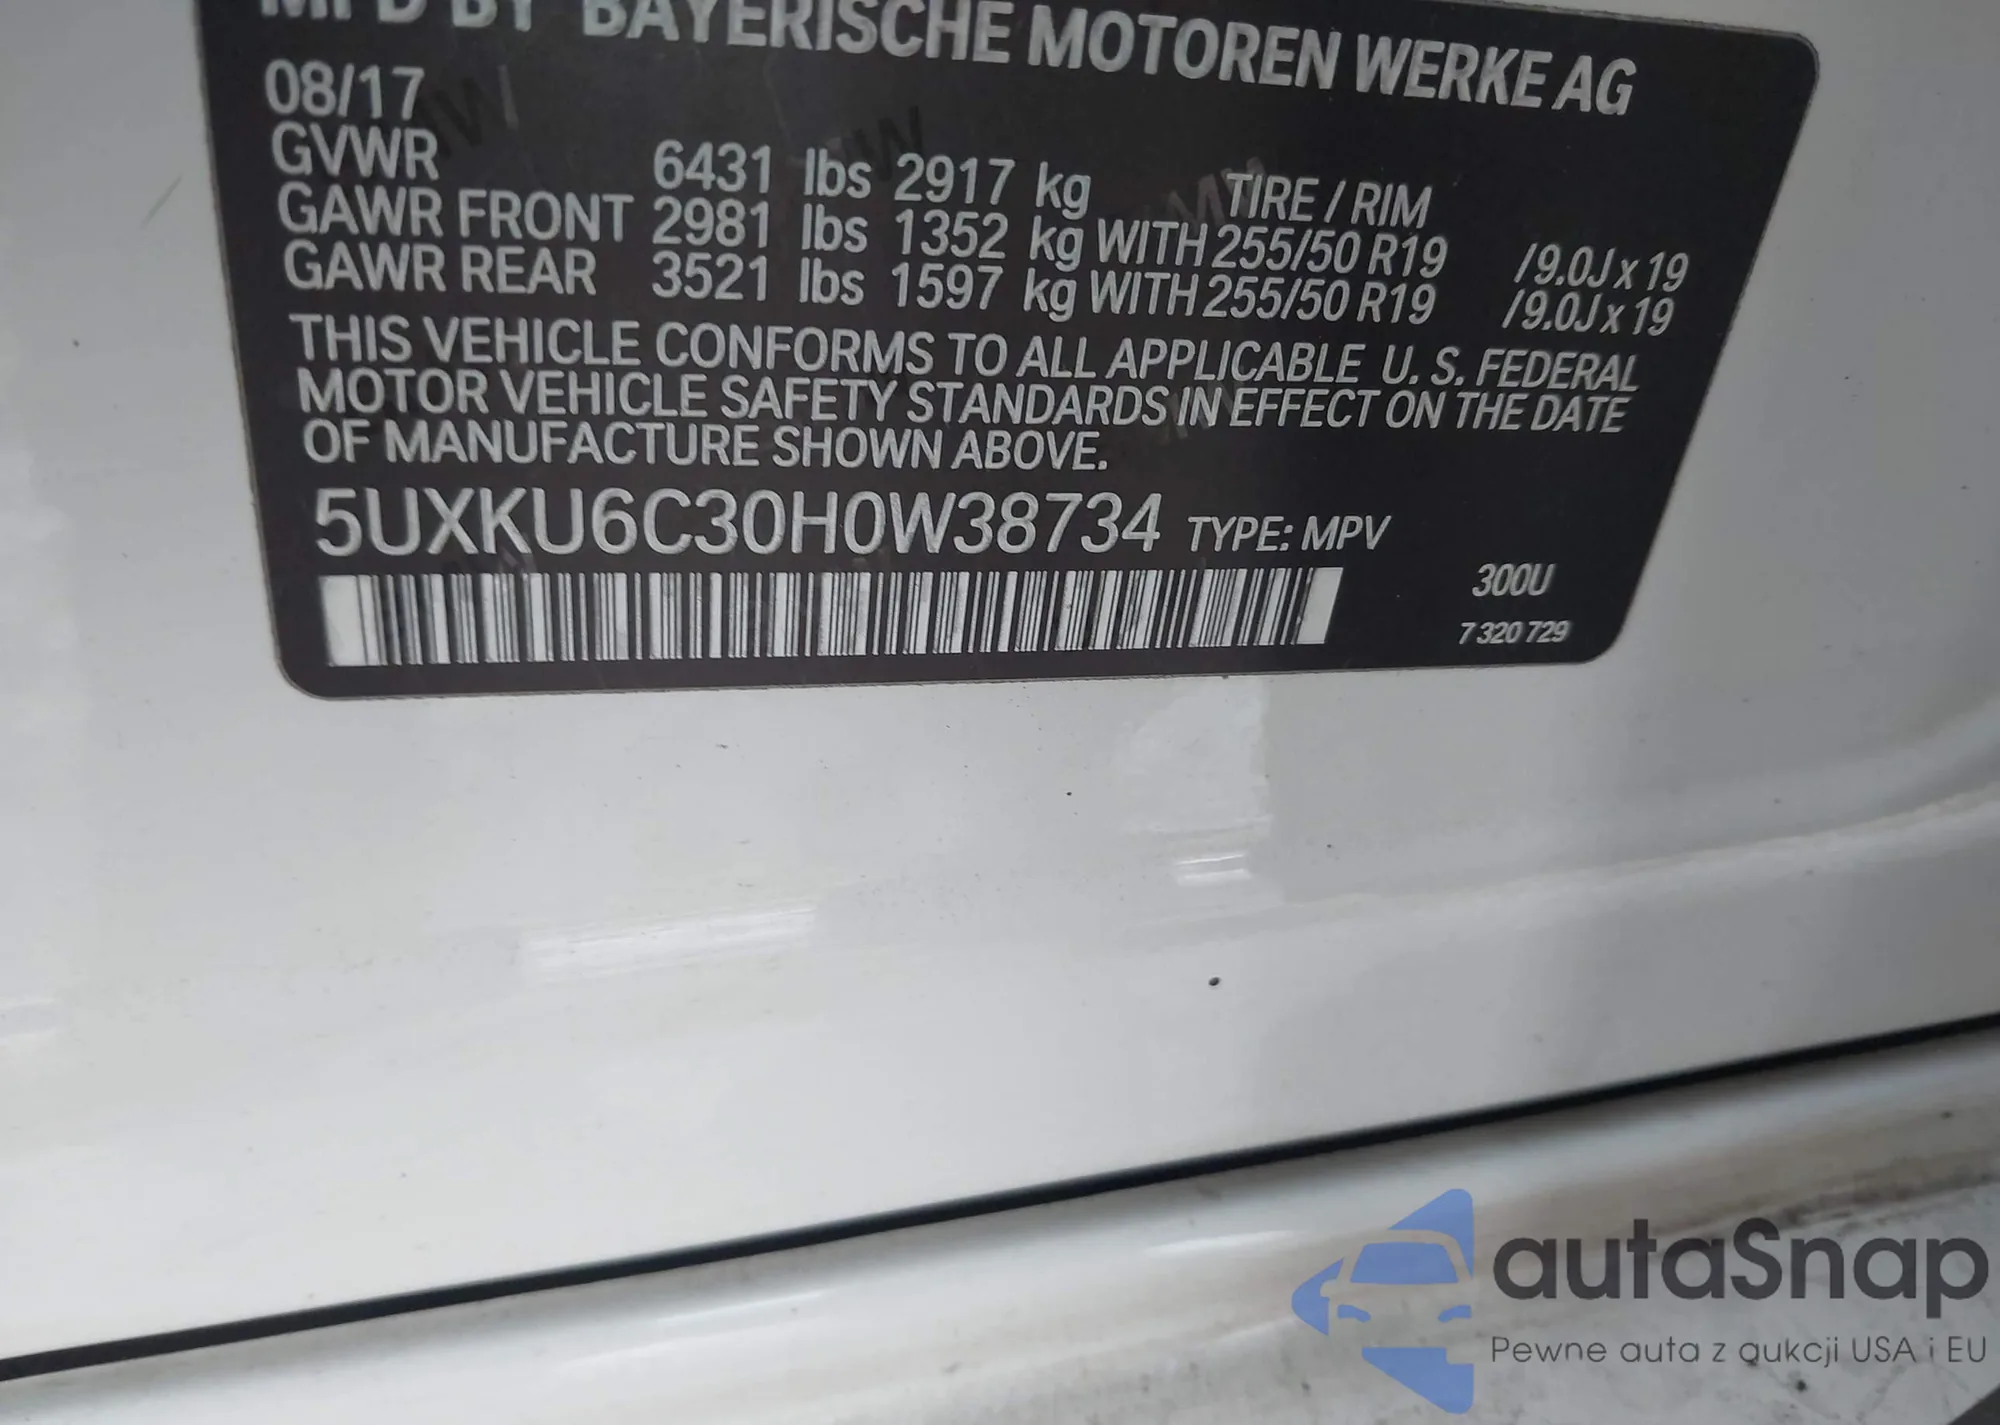 MFD BY BAYERISCHE MOTOREN WERKE AG
08/17
GVWR 6431 lbs 2917 kg TIRE / RIM
GAWR FRONT 2981 lbs 1352 kg WITH 255/50 R19 /9.0J x 19
GAWR REAR 3521 lbs 1597 kg WITH 255/50 R19 /9.0J x 19
THIS VEHICLE CONFORMS TO ALL APPLICABLE U. S. FEDERAL
MOTOR VEHICLE SAFETY STANDARDS IN EFFECT ON THE DATE
OF MANUFACTURE SHOWN ABOVE.
5UXKU6C30H0W38734 TYPE: MPV
300U
7 320 729
autaSnap
Pewne auta z aukcji USA i EU